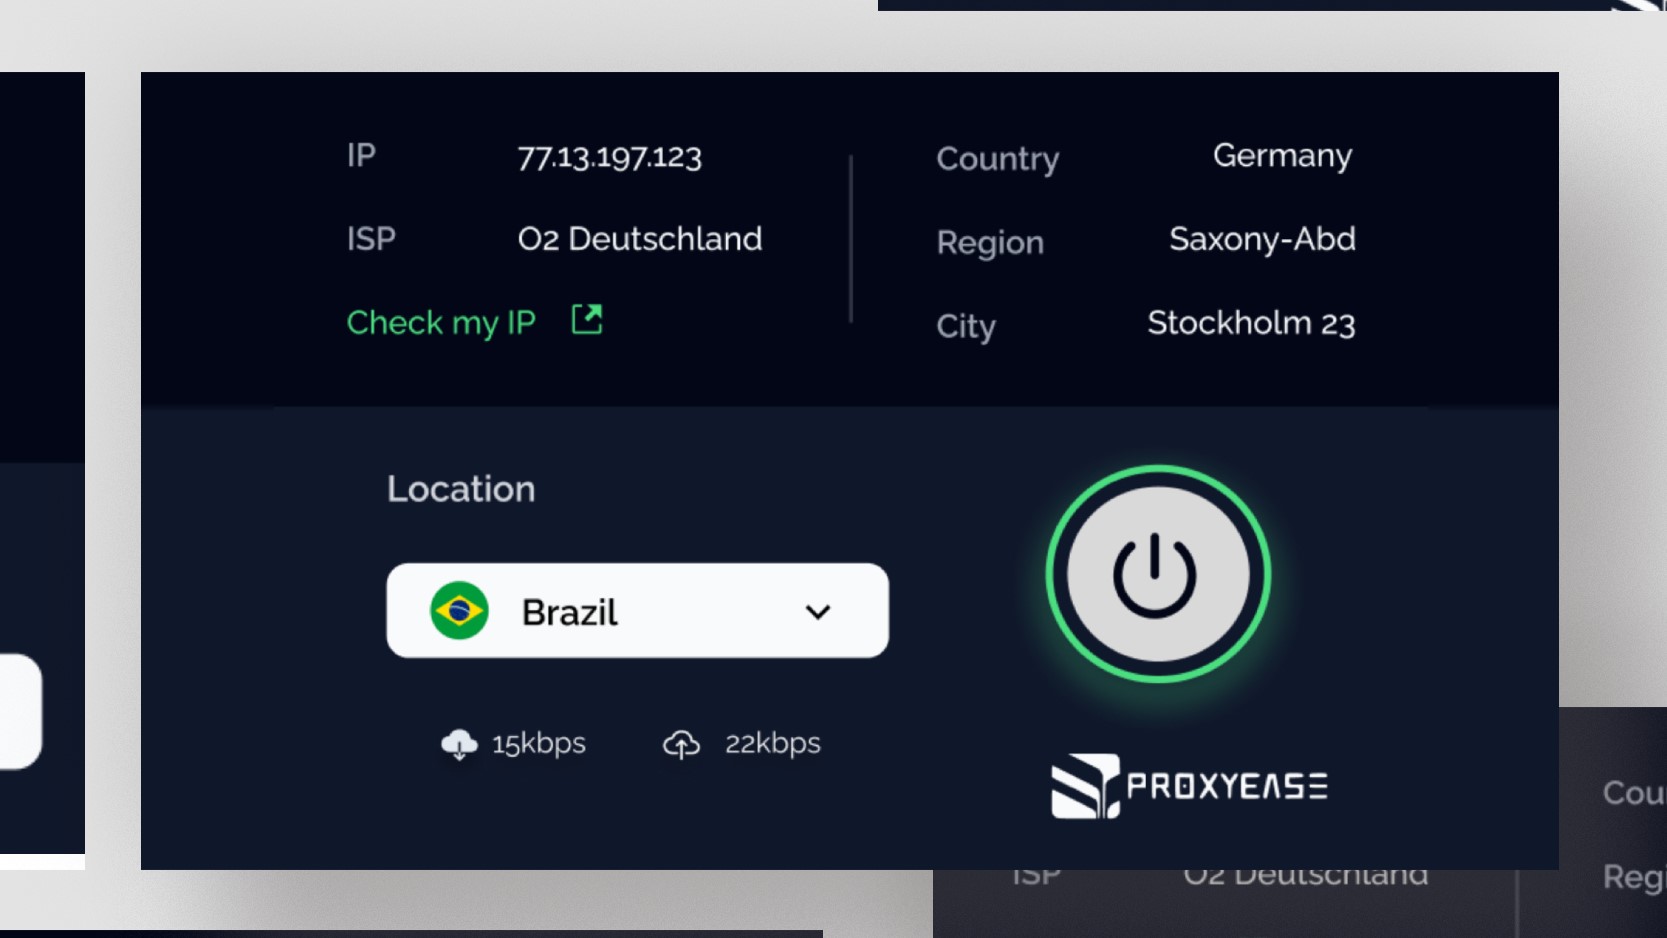 IP 77.13.197.123
ISP O2 Deutschland
Check my IP
Country Germany
Region Saxony-Abd
City Stockholm 23
Location
Brazil
15kbps 22kbps
PROXYEASE
Cou
ISP O2 Deutschland
Regi